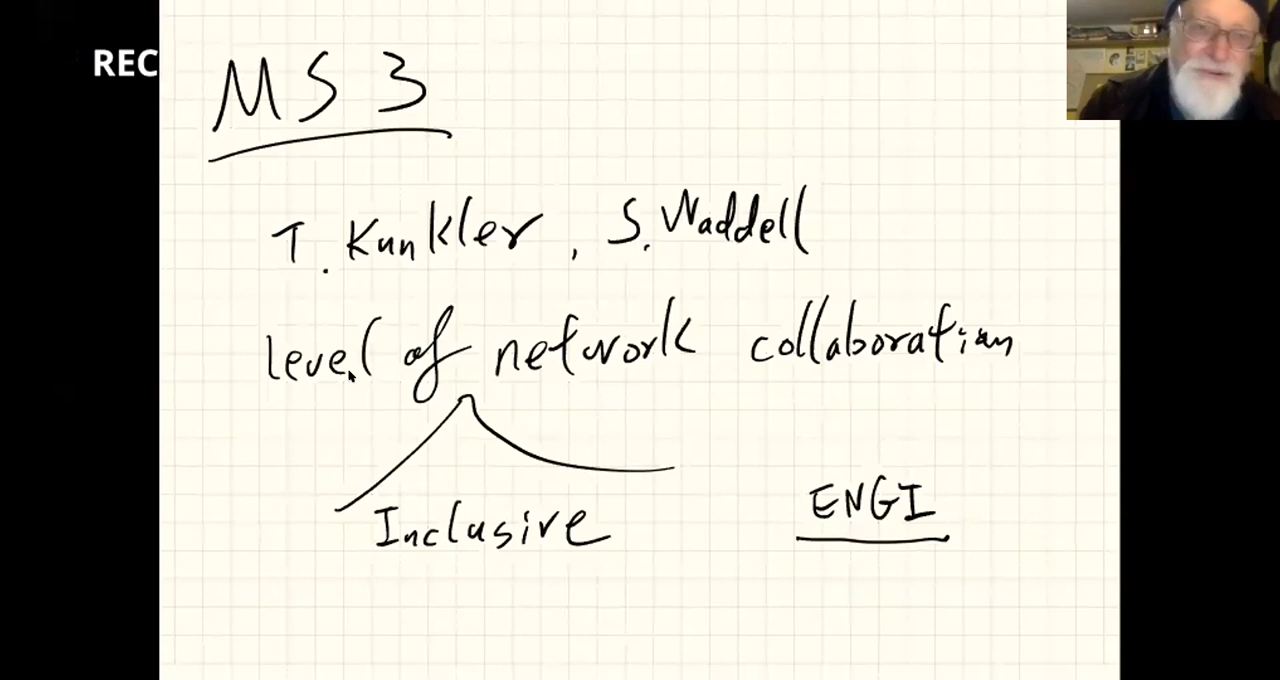 REC
MS 3
T. Kunkler, S. Waddell
level of network collaboration
Inclusive
ENGI